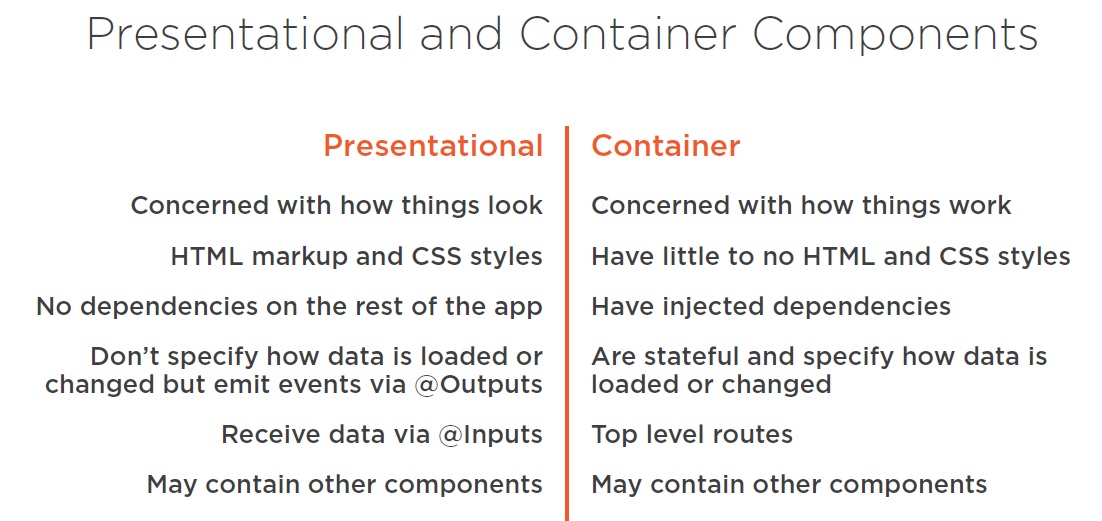 Presentational and Container Components
Presentational
Concerned with how things look
HTML markup and CSS styles
No dependencies on the rest of the app
Don’t specify how data is loaded or
changed but emit events via @Outputs
Receive data via @Inputs
May contain other components
Container
Concerned with how things work
Have little to no HTML and CSS styles
Have injected dependencies
Are stateful and specify how data is
loaded or changed
Top level routes
May contain other components